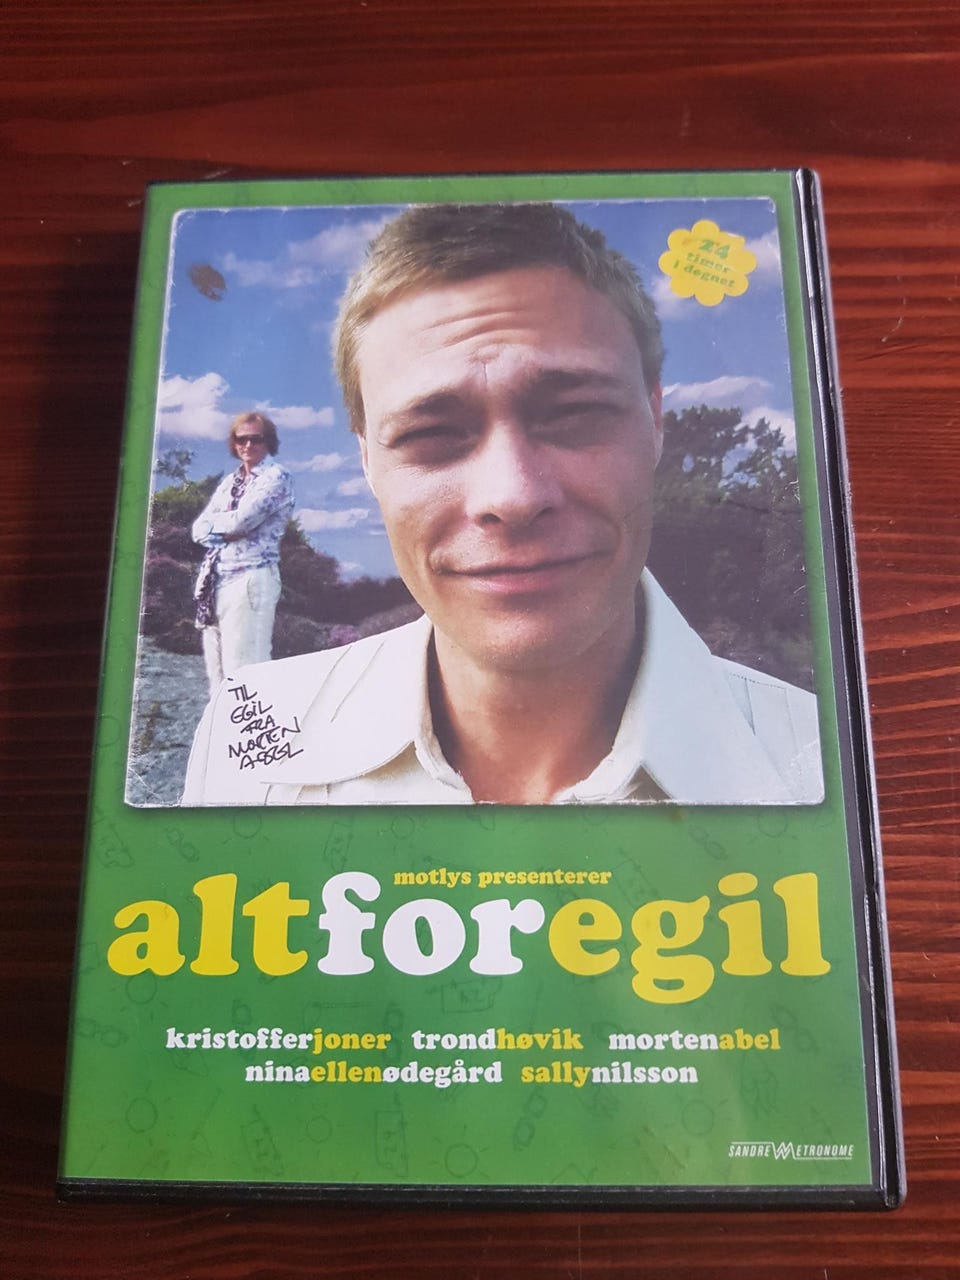 24
timer
i døgnet
TIL
EGIL
FRA
MORTEN
ABEL
motlys presenterer
altforegil
kristofferjoner trondhøvik mortenabel
ninaellenødegård sallynilsson
SANDREW METRONOME